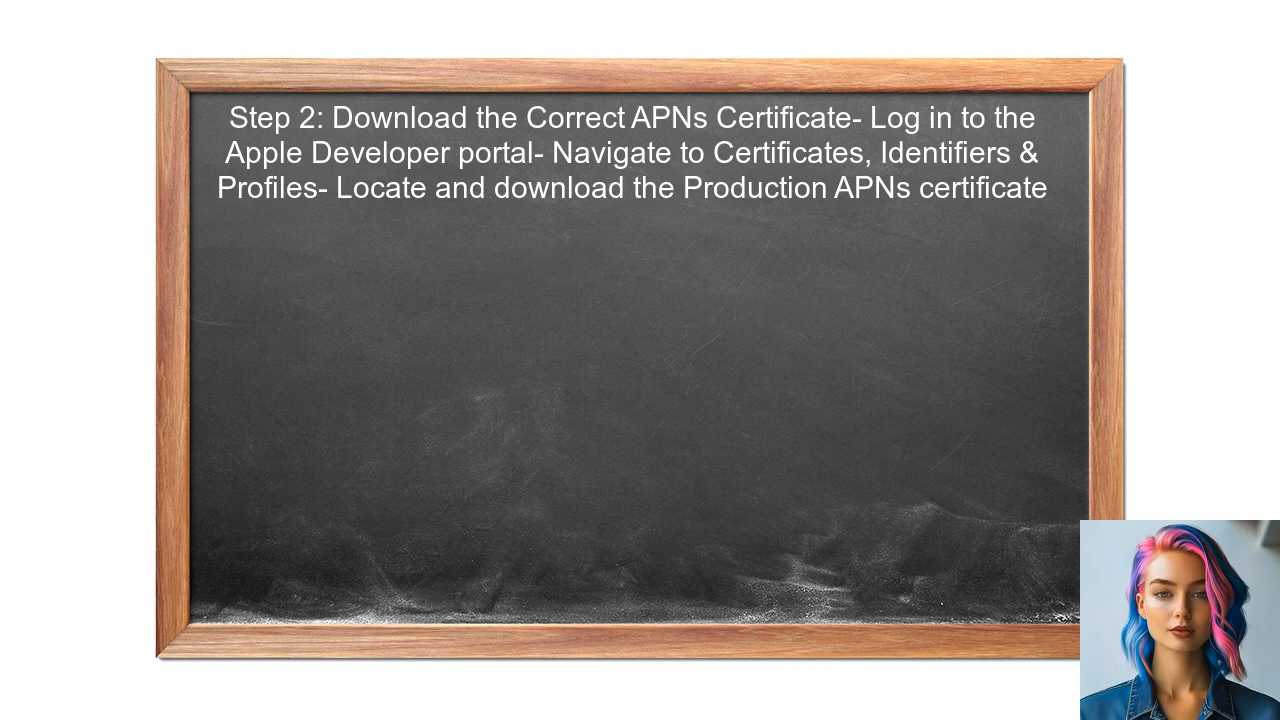 Step 2: Download the Correct APNs Certificate- Log in to the
Apple Developer portal- Navigate to Certificates, Identifiers &
Profiles- Locate and download the Production APNs certificate